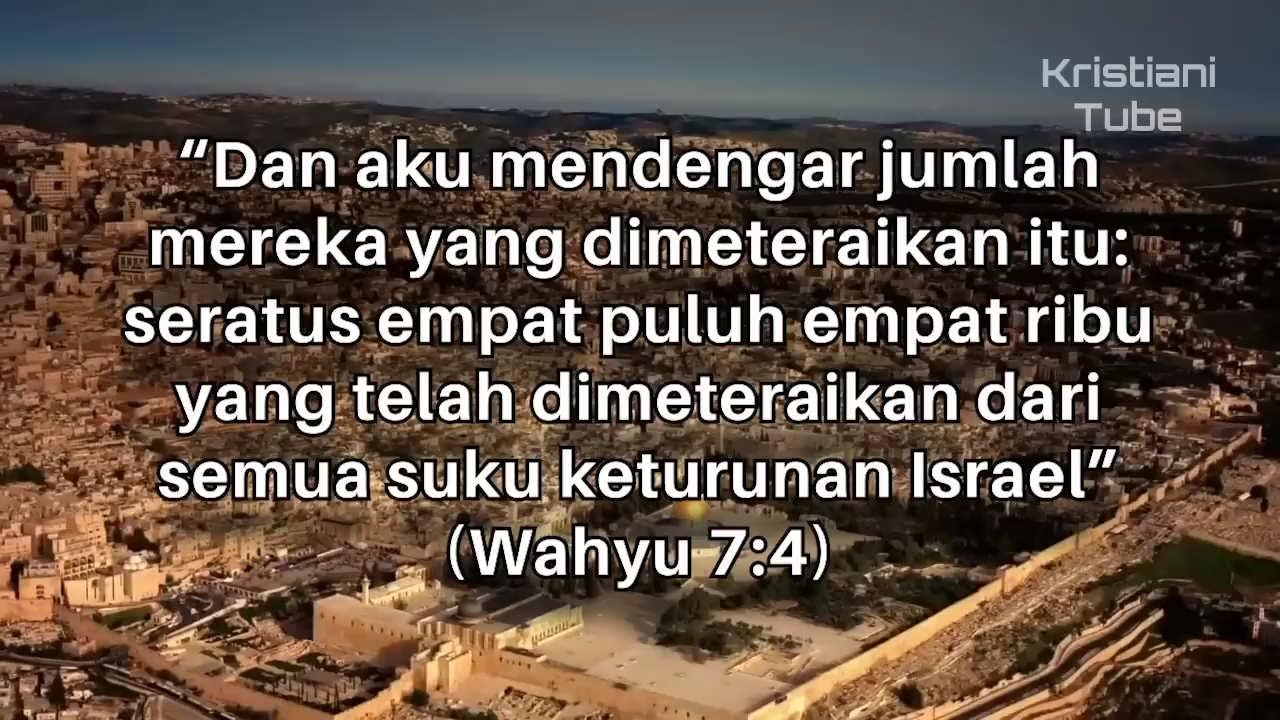 Kristiani
Tube
“Dan aku mendengar jumlah
mereka yang dimeteraikan itu:
seratus empat puluh empat ribu
yang telah dimeteraikan dari
semua suku keturunan Israel”
(Wahyu 7:4)